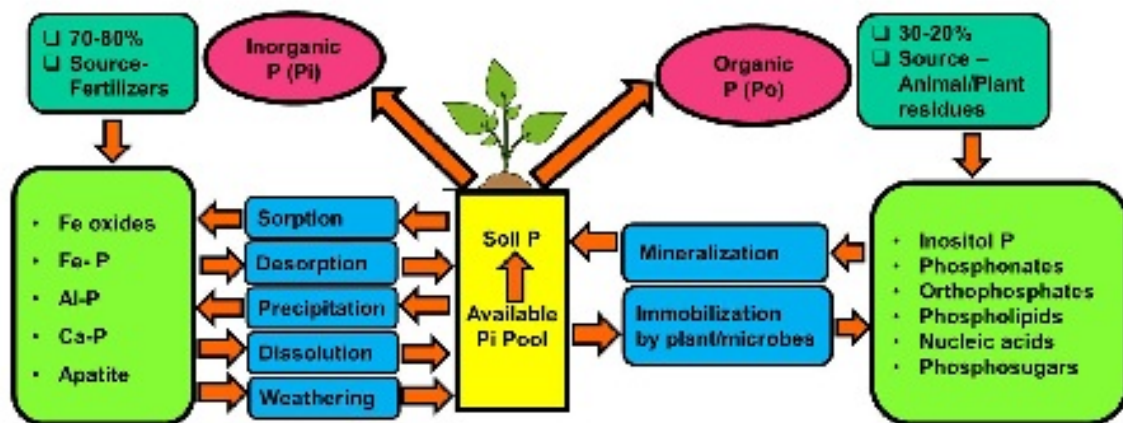 70-80%
Source-
Fertilizers
Inorganic
P (Pi)
Organic
P (Po)
30-20%
Source –
Animal/Plant
residues
Fe oxides
Fe- P
Al-P
Ca-P
Apatite
Sorption
Desorption
Precipitation
Dissolution
Weathering
Soil P
Available
Pi Pool
Mineralization
Immobilization
by plant/microbes
Inositol P
Phosphonates
Orthophosphates
Phospholipids
Nucleic acids
Phosphosugars